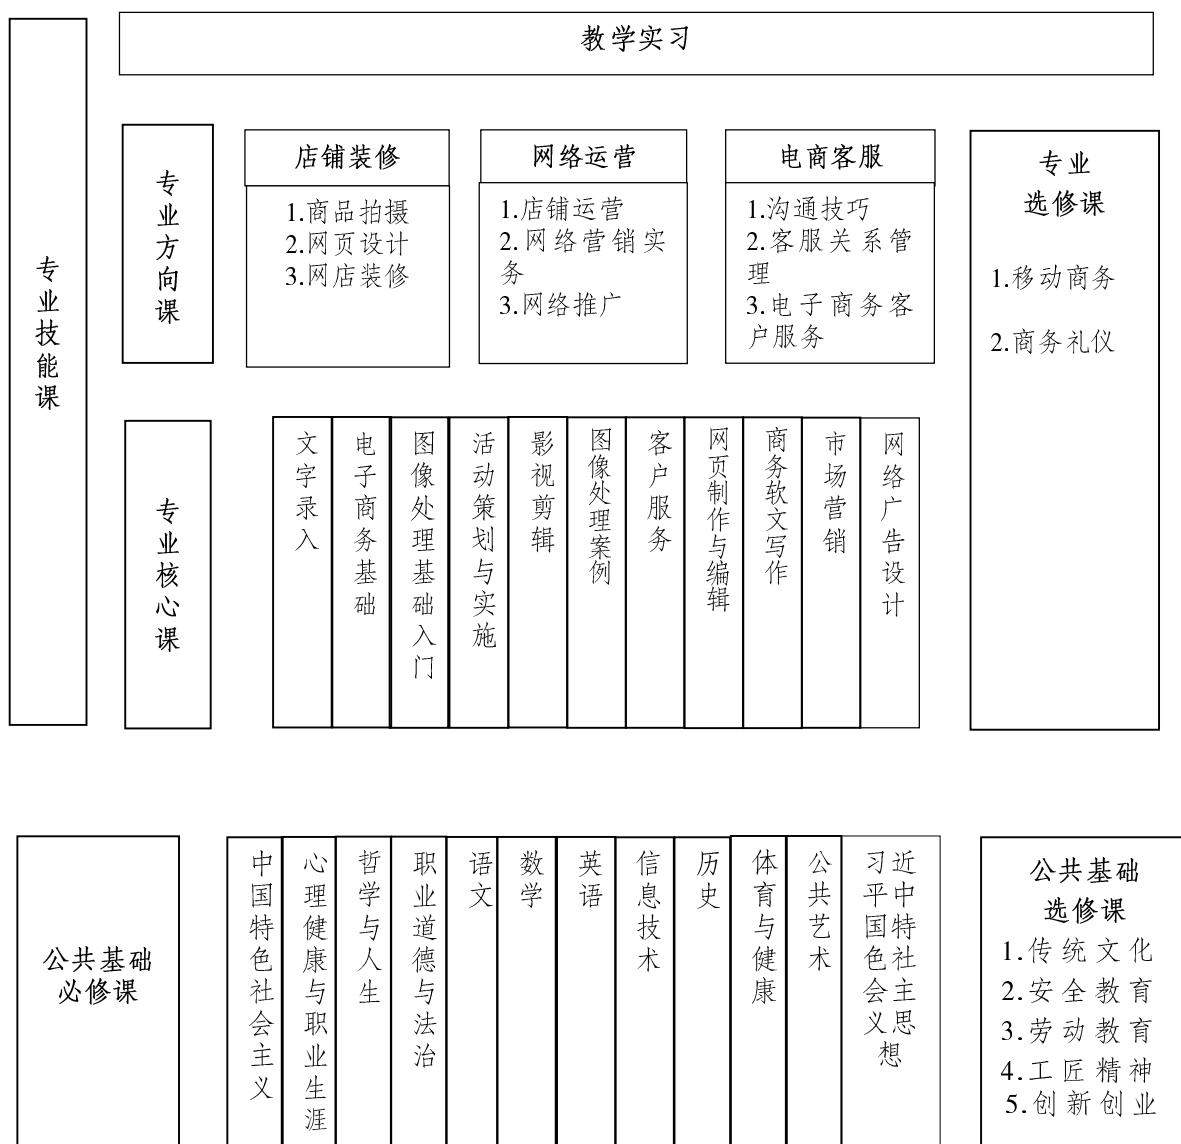 教学实习
专业技能课
专业方向课
店铺装修
1.商品拍摄
2.网页设计
3.网店装修
网络运营
1.店铺运营
2.网络营销实
务
3.网络推广
电商客服
1.沟通技巧
2.客服关系管
理
3.电子商务客
户服务
专业
选修课
1.移动商务
2.商务礼仪
专业核心课
文字录入
电子商务基础
图像处理基础入门
活动策划与实施
影视剪辑
图像处理案例
客户服务
网页制作与编辑
商务软文写作
市场营销
网络广告设计
公共基础
必修课
中国特色社会主义
心理健康与职业生涯
哲学与人生
职业道德与法治
语文
数学
英语
信息技术
历史
体育与健康
公共艺术
习近
平中
国特
色社
会主
义思
想
公共基础
选修课
1.传统文化
2.安全教育
3.劳动教育
4.工匠精神
5.创新创业